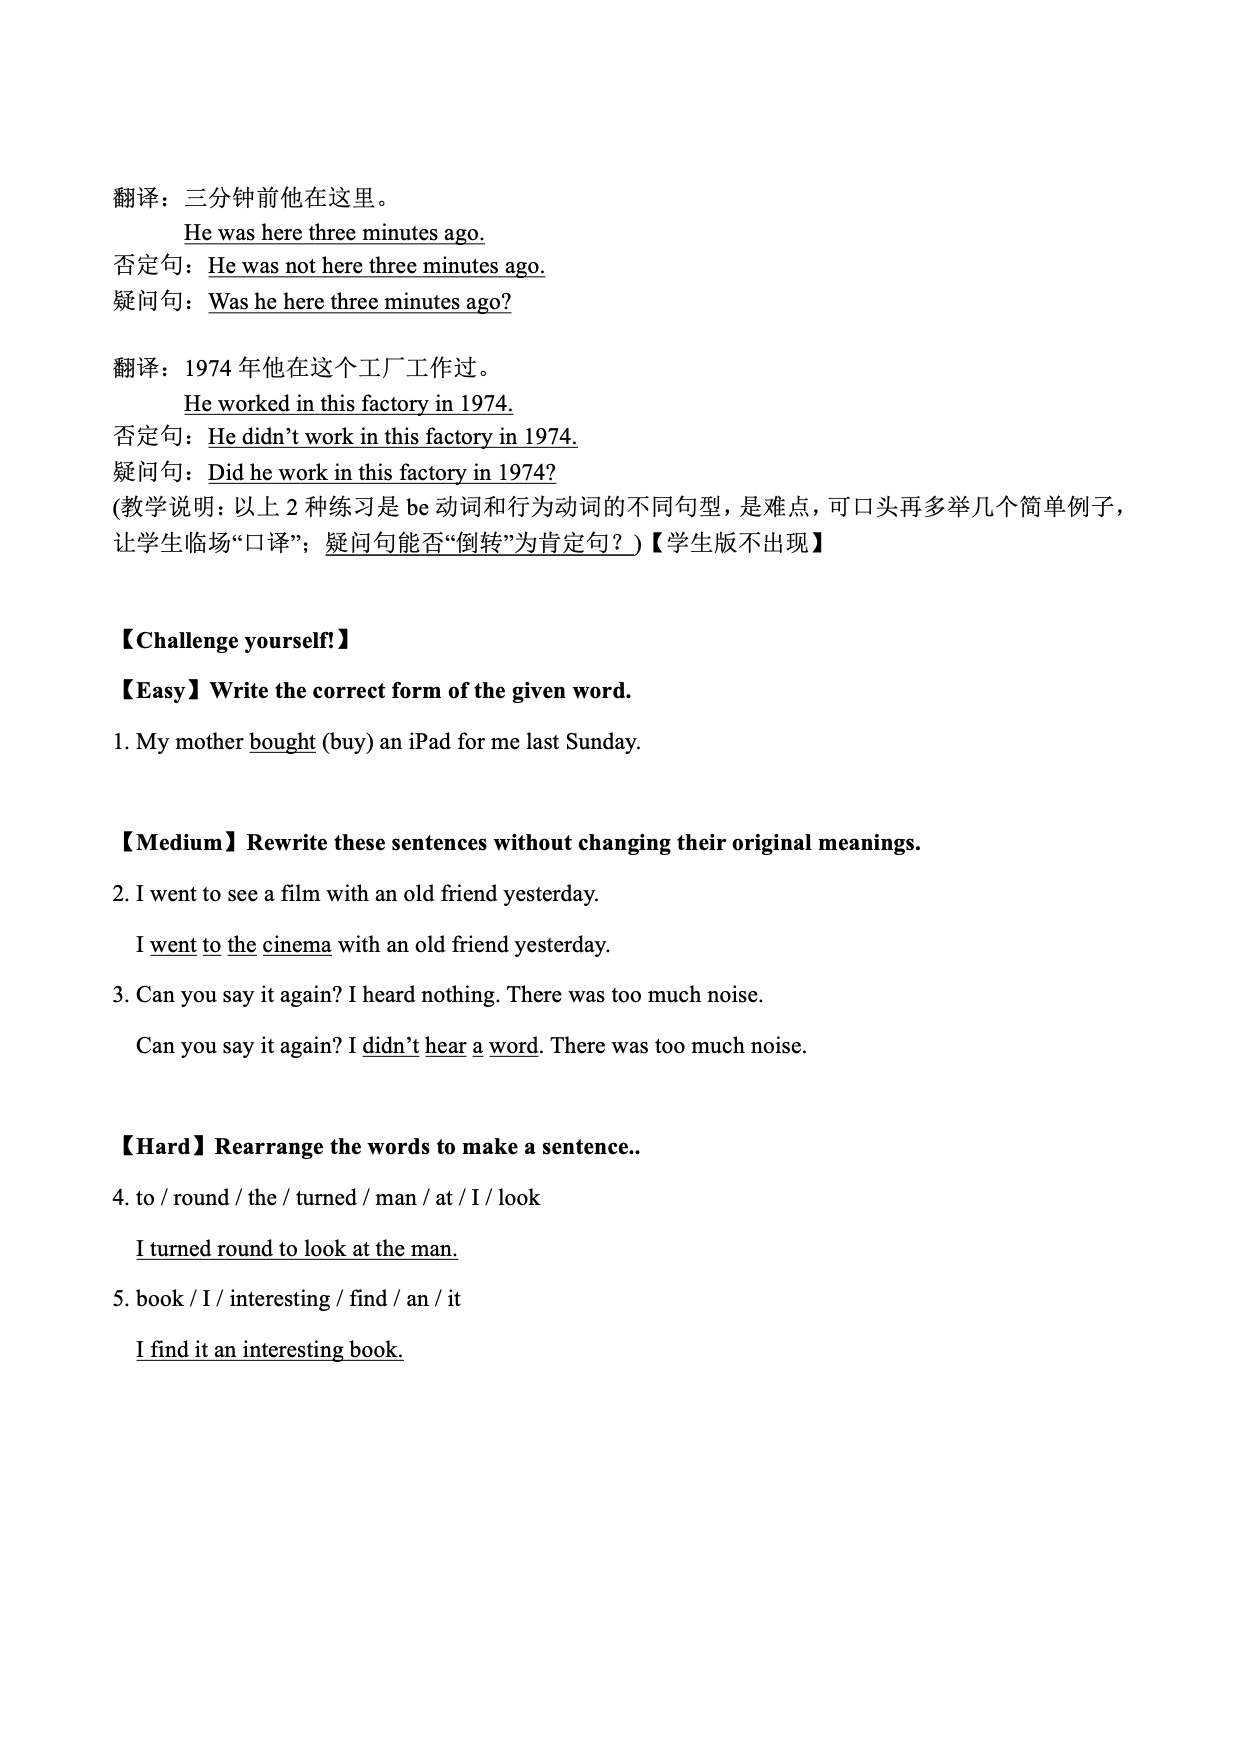 翻译：三分钟前他在这里。
He was here three minutes ago.
否定句：He was not here three minutes ago.
疑问句：Was he here three minutes ago?
翻译：1974 年他在这个工厂工作过。
He worked in this factory in 1974.
否定句：He didn’t work in this factory in 1974.
疑问句：Did he work in this factory in 1974?
(教学说明：以上 2 种练习是 be 动词和行为动词的不同句型，是难点，可口头再多举几个简单例子，
让学生临场“口译”；疑问句能否“倒转”为肯定句？)【学生版不出现】
【Challenge yourself!】
【Easy】Write the correct form of the given word.
1. My mother bought (buy) an iPad for me last Sunday.
【Medium】Rewrite these sentences without changing their original meanings.
2. I went to see a film with an old friend yesterday.
I went to the cinema with an old friend yesterday.
3. Can you say it again? I heard nothing. There was too much noise.
Can you say it again? I didn’t hear a word. There was too much noise.
【Hard】Rearrange the words to make a sentence..
4. to / round / the / turned / man / at / I / look
I turned round to look at the man.
5. book / I / interesting / find / an / it
I find it an interesting book.